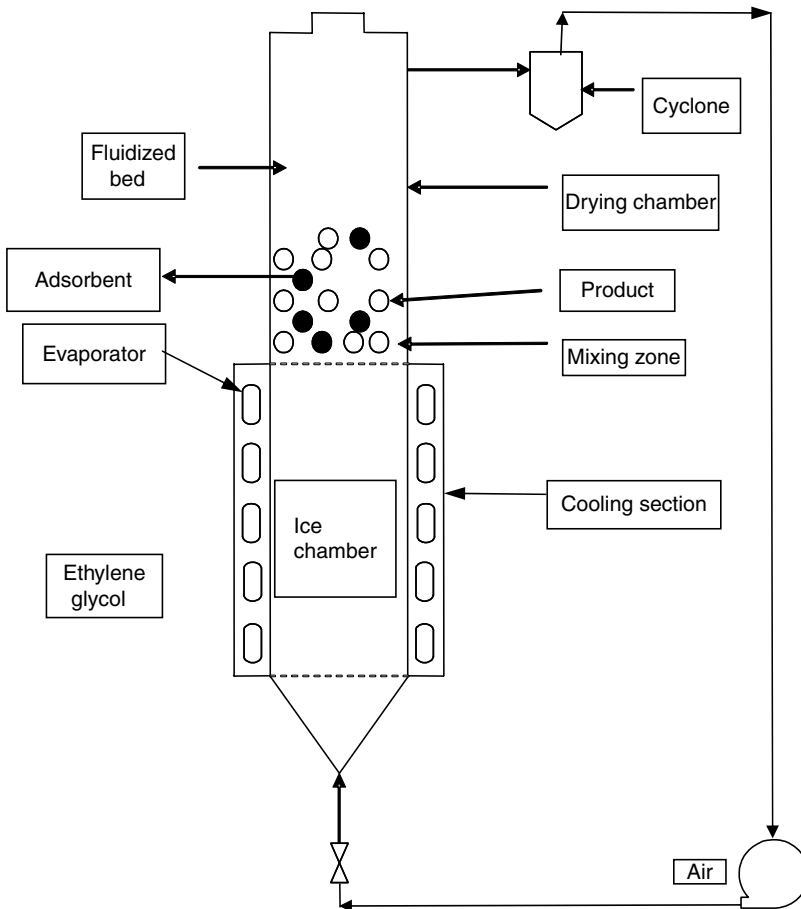 Cyclone
Fluidized
bed
Drying chamber
Adsorbent
Product
Evaporator
Mixing zone
Ice
chamber
Cooling section
Ethylene
glycol
Air